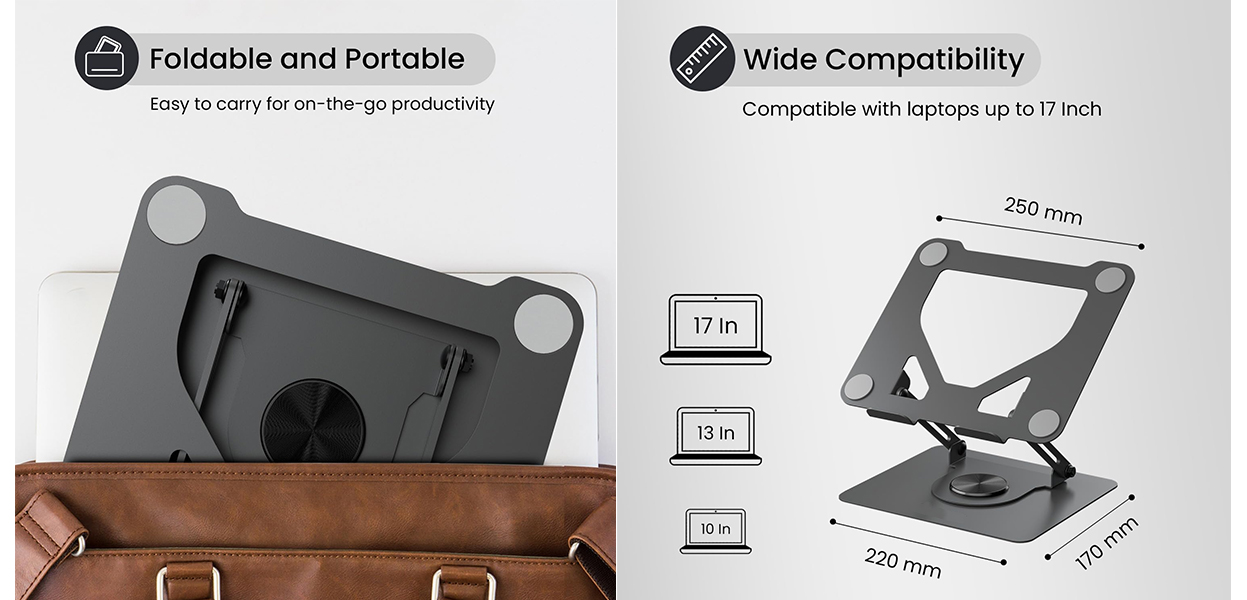 Foldable and Portable
Easy to carry for on-the-go productivity
Wide Compatibility
Compatible with laptops up to 17 Inch
250 mm
17 In
13 In
10 In
220 mm
170 mm